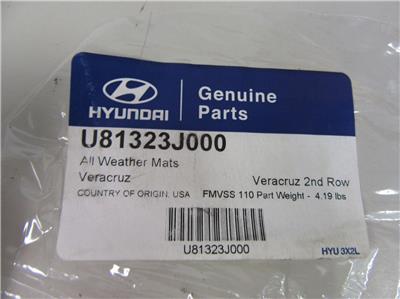 HYUNDAI
Genuine
Parts
U81323J000
All Weather Mats
Veracruz
Veracruz 2nd Row
COUNTRY OF ORIGIN: USA FMVSS 110 Part Weight - 4.19 lbs
U81323J000
HYU 3X2L